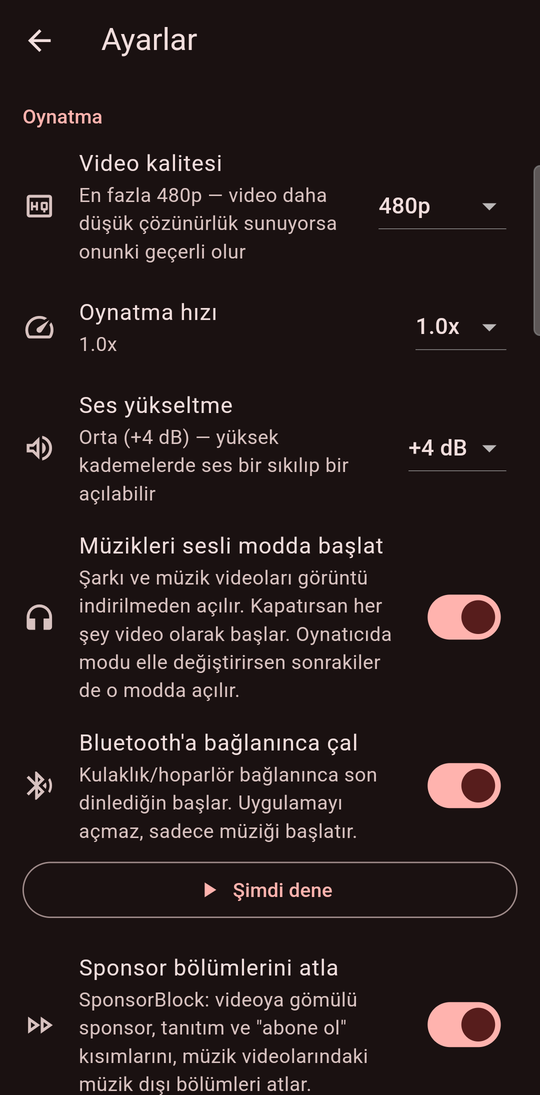 Ayarlar
Oynatma
Video kalitesi
En fazla 480p — video daha
düşük çözünürlük sunuyorsa
onunki geçerli olur
480p
HQ
Oynatma hızı
1.0x
1.0x
Ses yükseltme
Orta (+4 dB) — yüksek
kademelerde ses bir sıkılıp bir
açılabilir
+4 dB
Müzikleri sesli modda başlat
Şarkı ve müzik videoları görüntü
indirilmeden açılır. Kapatırsan her
şey video olarak başlar. Oynatıcıda
modu elle değiştirirsen sonrakiler
de o modda açılır.
Bluetooth'a bağlanınca çal
Kulaklık/hoparlör bağlanınca son
dinlediğin başlar. Uygulamayı
açmaz, sadece müziği başlatır.
Şimdi dene
Sponsor bölümlerini atla
SponsorBlock: videoya gömülü
sponsor, tanıtım ve "abone ol"
kısımlarını, müzik videolarındaki
müzik dışı bölümleri atlar.